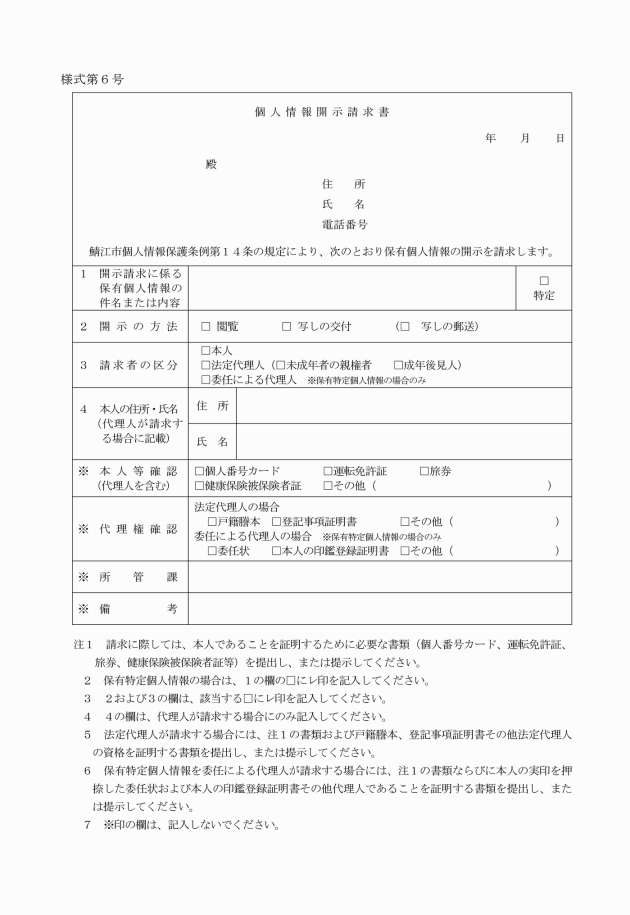 様式第６号
個人情報開示請求書
年　　月　　日
殿
住　　所
氏　　名
電話番号
鯖江市個人情報保護条例第１４条の規定により、次のとおり保有個人情報の開示を請求します。
１　開示請求に係る
保有個人情報の
件名または内容
□
特定
２　開示の方法
□ 閲覧　　　　□ 写しの交付　　　（□　写しの郵送）
３　請求者の区分
□本人
□法定代理人（□未成年者の親権者　　□成年後見人）
□委任による代理人　※保有特定個人情報の場合のみ
４　本人の住所・氏名
（代理人が請求す
る場合に記載）
住　所
氏　名
※　本人等確認
（代理人を含む）
□個人番号カード　　　　□運転免許証　　　□旅券
□健康保険被保険者証　　□その他（　　　　　　　　　　　　　　　　）
※　代理権確認
法定代理人の場合
□戸籍謄本　□登記事項証明書　　　　□その他（　　　　　　　　　）
委任による代理人の場合　※保有特定個人情報の場合のみ
□委任状　　□本人の印鑑登録証明書　□その他（　　　　　　　　　）
※　所　管　課
※　備　　　考
注１　請求に際しては、本人であることを証明するために必要な書類（個人番号カード、運転免許証、
旅券、健康保険被保険者証等）を提出し、または提示してください。
２　保有特定個人情報の場合は、１の欄の□にレ印を記入してください。
３　２および３の欄は、該当する□にレ印を記入してください。
４　４の欄は、代理人が請求する場合にのみ記入してください。
５　法定代理人が請求する場合には、注１の書類および戸籍謄本、登記事項証明書その他法定代理人
の資格を証明する書類を提出し、または提示してください。
６　保有特定個人情報を委任による代理人が請求する場合には、注１の書類ならびに本人の実印を押
捺した委任状および本人の印鑑登録証明書その他代理人であることを証明する書類を提出し、また
は提示してください。
７　※印の欄は、記入しないでください。